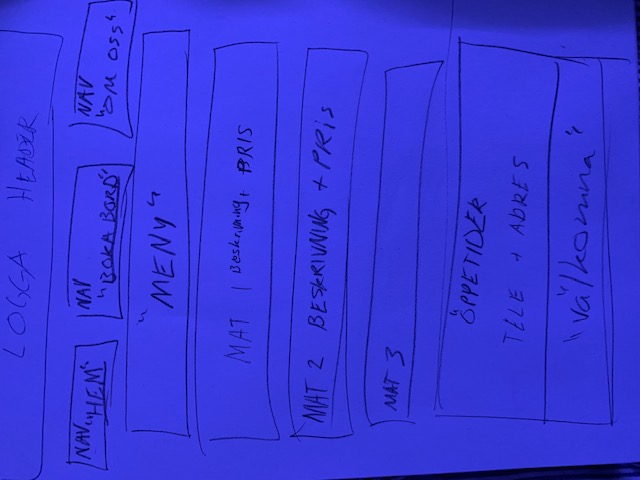 LOGGA HEADER
NAV "HEM"
NAV "BOKA BORD"
NAV "OM OSS"
"MENY"
MAT 1 Beskrivning + PRIS
MAT 2 BESKRIVNING + PRIS
MAT 3
"ÖPPETIDER
TELE + ADRES
"välkomna"